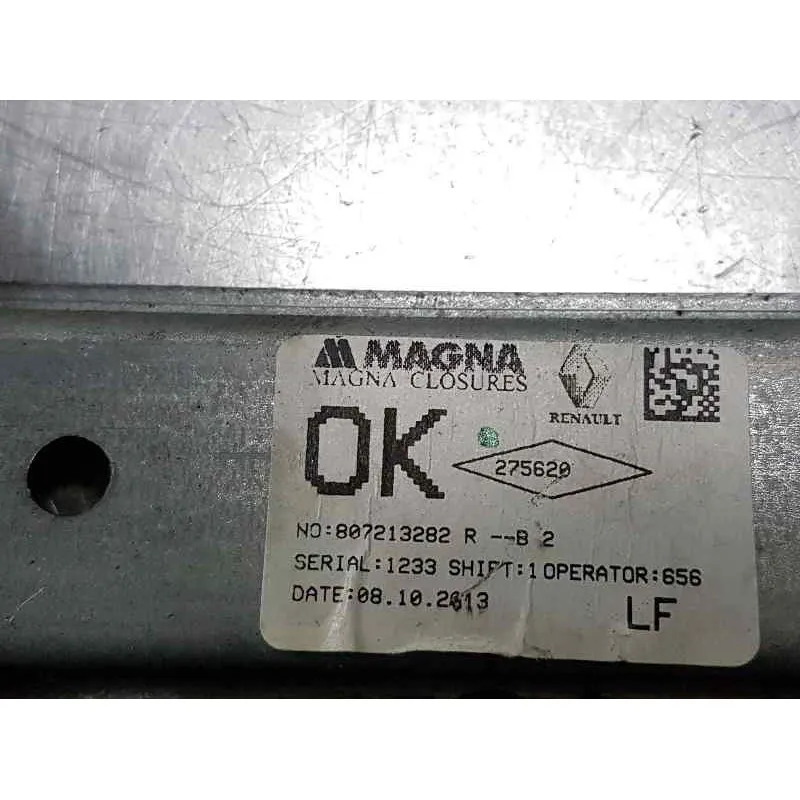 MAGNA
MAGNA CLOSURES
RENAULT
OK
275620
NO:807213282 R --B 2
SERIAL:1233 SHIFT:1 OPERATOR:656
DATE:08.10.2013
LF